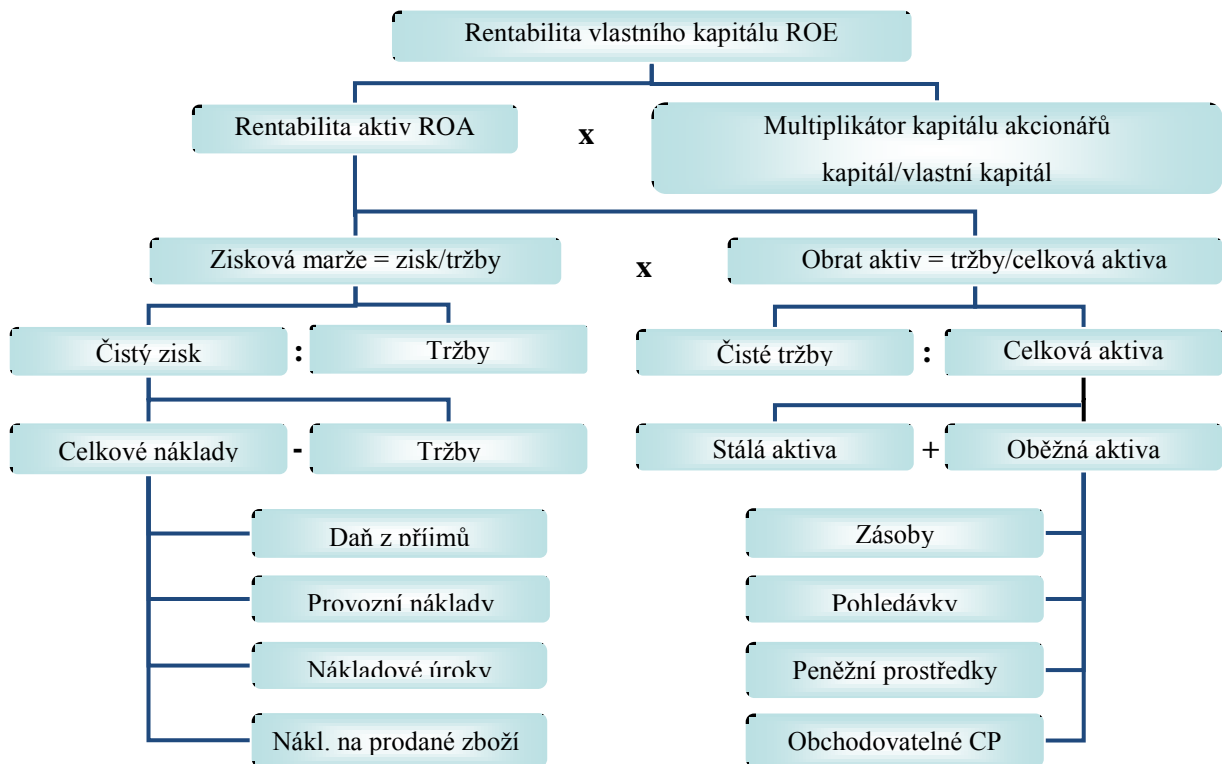 Rentabilita vlastního kapitálu ROE
Rentabilita aktiv ROA
x
Multiplikátor kapitálu akcionářů
kapitál/vlastní kapitál
Zisková marže = zisk/tržby
x
Obrat aktiv = tržby/celková aktiva
Čistý zisk
:
Tržby
Čisté tržby
:
Celková aktiva
Celkové náklady
-
Tržby
Stálá aktiva
+
Oběžná aktiva
Daň z příjmů
Provozní náklady
Nákladové úroky
Nákl. na prodané zboží
Zásoby
Pohledávky
Peněžní prostředky
Obchodovatelné CP